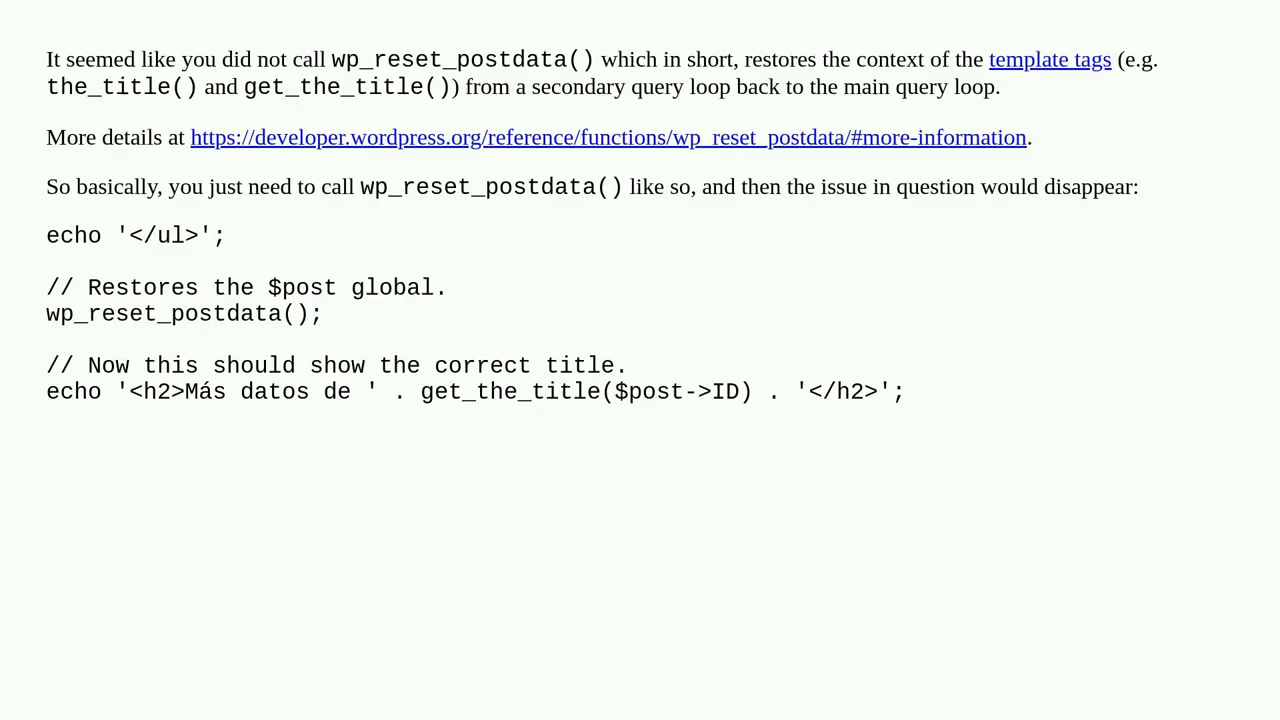 It seemed like you did not call wp_reset_postdata() which in short, restores the context of the template tags (e.g.
the_title() and get_the_title()) from a secondary query loop back to the main query loop.
More details at https://developer.wordpress.org/reference/functions/wp_reset_postdata/#more-information.
So basically, you just need to call wp_reset_postdata() like so, and then the issue in question would disappear:
echo '</ul>';
// Restores the $post global.
wp_reset_postdata();
// Now this should show the correct title.
echo '<h2>Más datos de ' . get_the_title($post->ID) . '</h2>';